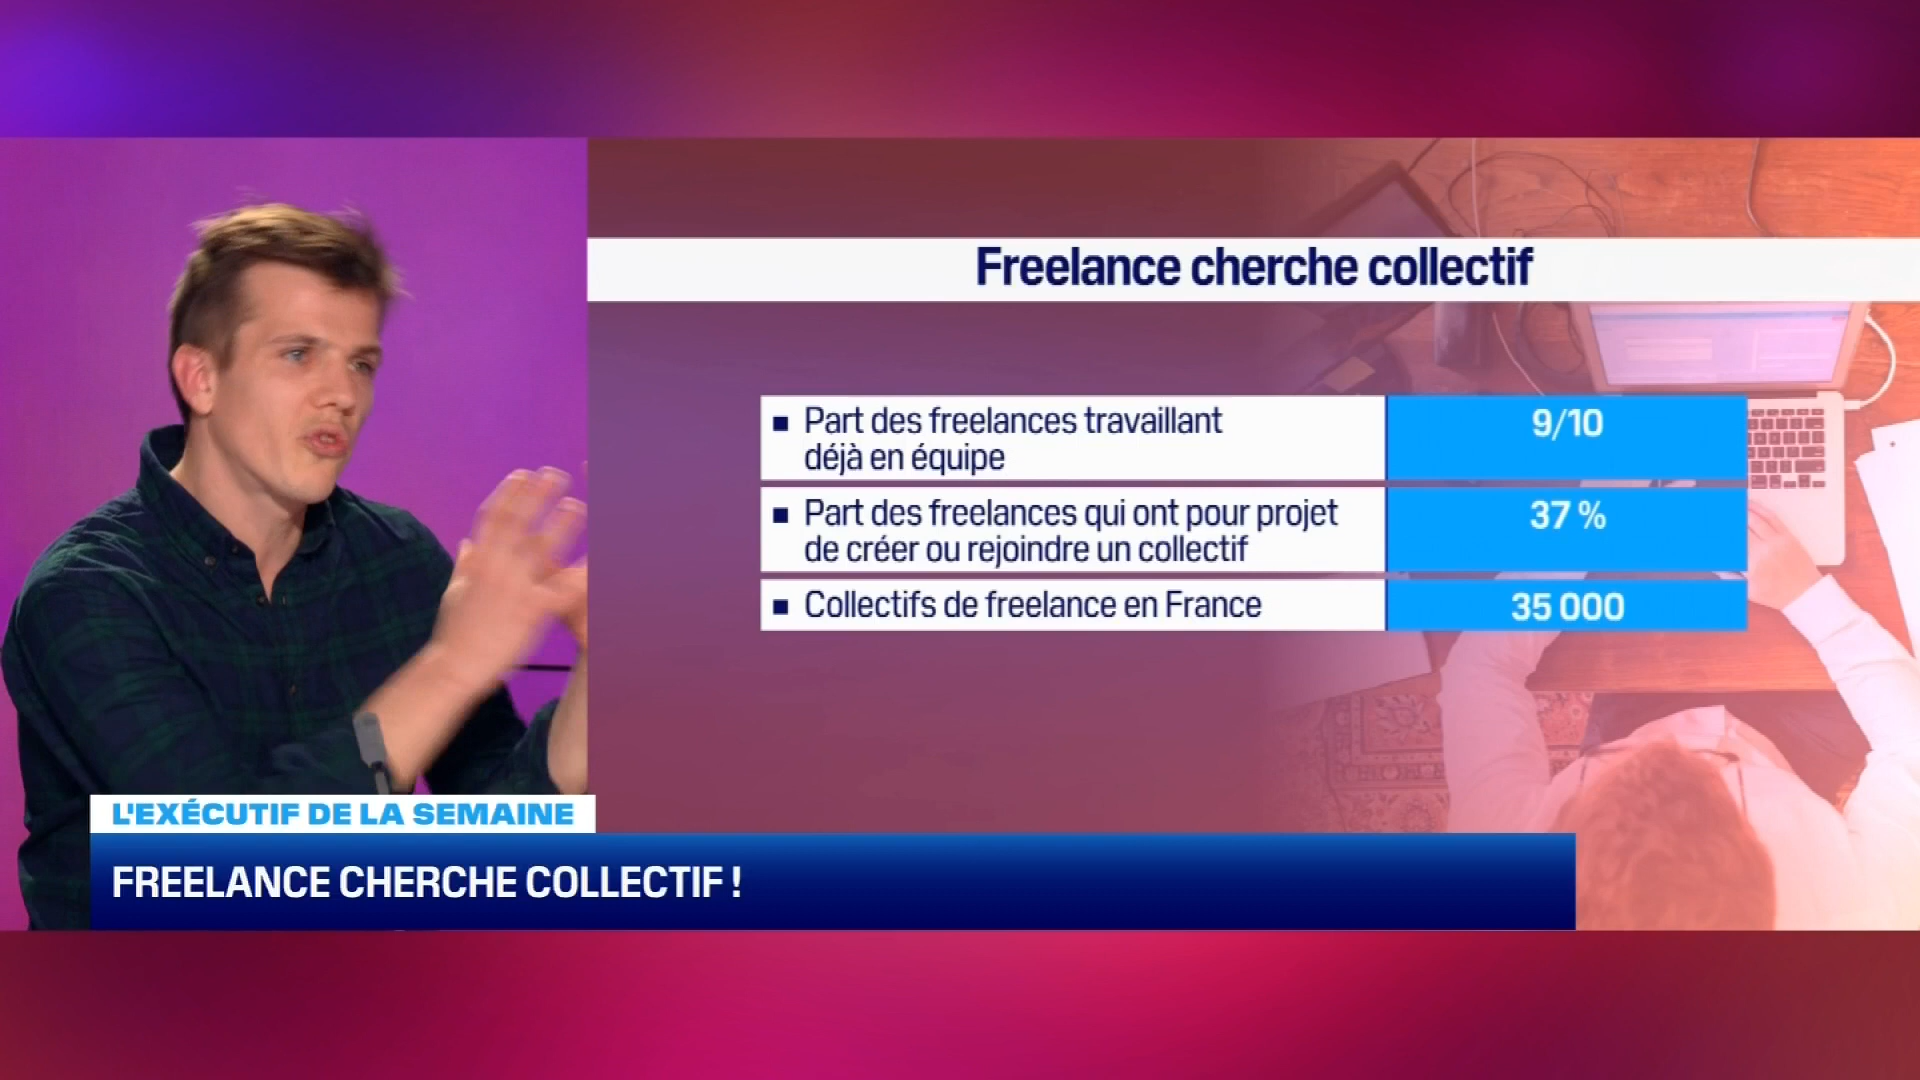 Freelance cherche collectif
▪ Part des freelances travaillant
déjà en équipe
9/10
▪ Part des freelances qui ont pour projet
de créer ou rejoindre un collectif
37 %
▪ Collectifs de freelance en France
35 000
L'EXÉCUTIF DE LA SEMAINE
FREELANCE CHERCHE COLLECTIF !